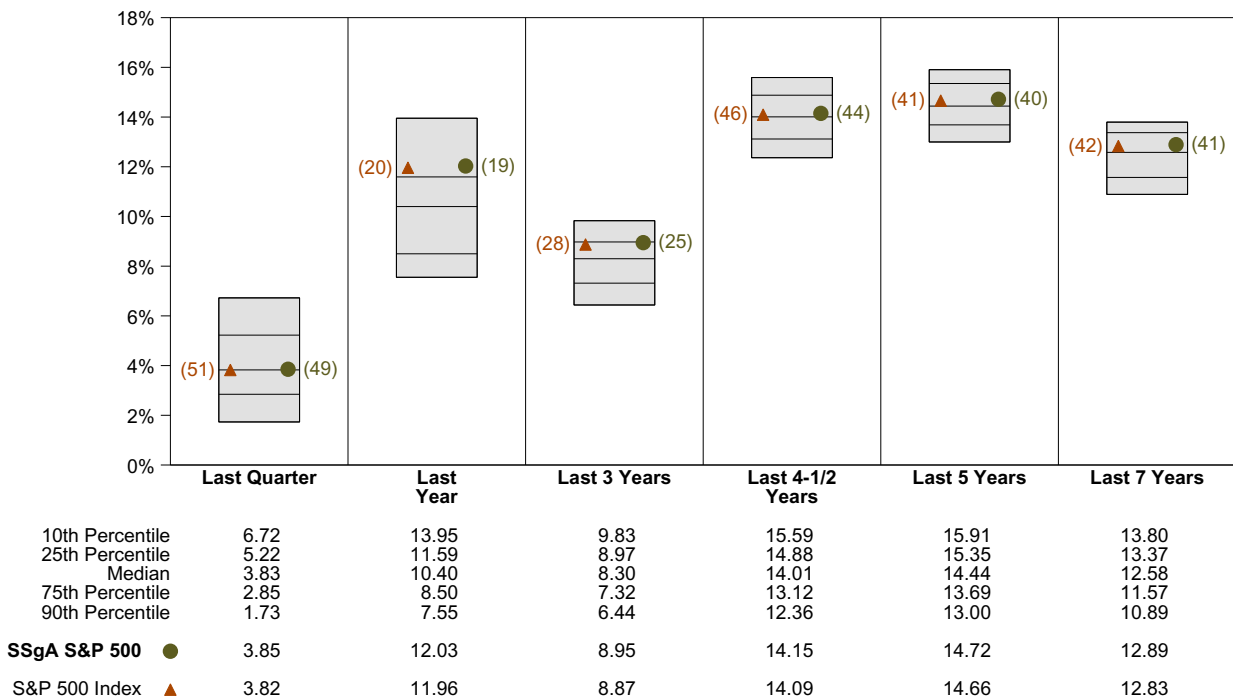 18%
16%
14%
12%
10%
8%
6%
4%
2%
0%
(51) (49)
(20) (19)
(28) (25)
(46) (44)
(41) (40)
(42) (41)
Last Quarter Last Year Last 3 Years Last 4-1/2 Years Last 5 Years Last 7 Years
10th Percentile 6.72 13.95 9.83 15.59 15.91 13.80
25th Percentile 5.22 11.59 8.97 14.88 15.35 13.37
Median 3.83 10.40 8.30 14.01 14.44 12.58
75th Percentile 2.85 8.50 7.32 13.12 13.69 11.57
90th Percentile 1.73 7.55 6.44 12.36 13.00 10.89
SSgA S&P 500 3.85 12.03 8.95 14.15 14.72 12.89
S&P 500 Index 3.82 11.96 8.87 14.09 14.66 12.83